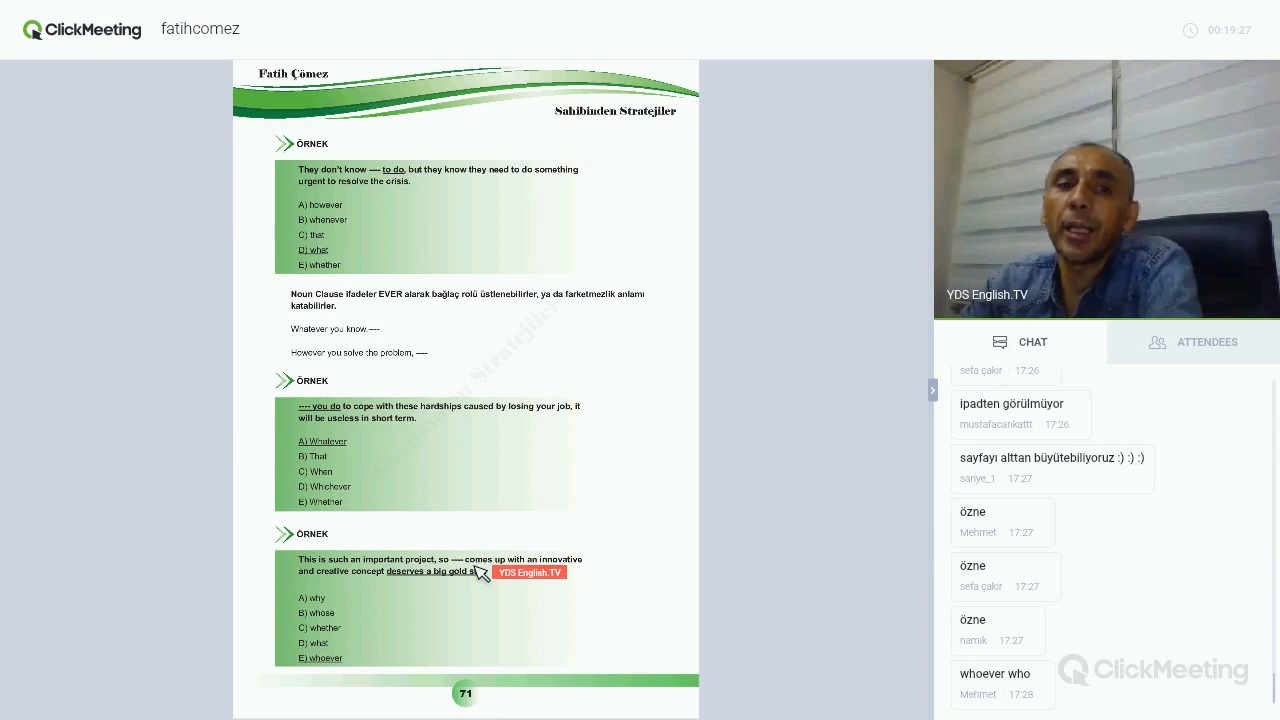 ClickMeeting
fatihcomez
00:19:27
Fatih Çömez
Sahibinden Stratejiler
ÖRNEK
They don't know ---- to do, but they know they need to do something
urgent to resolve the crisis.
A) however
B) whenever
C) that
D) what
E) whether
Noun Clause Ifadeler EVER alarak bağlaç rolü üstlenebilirler, ya da farketmezlik anlamı
katabilirler.
Whatever you know.----
However you solve the problem, ----
ÖRNEK
---- you do to cope with these hardships caused by losing your job, it
will be useless in short term.
A) Whatever
B) That
C) When
D) Whichever
E) Whether
ÖRNEK
This is such an important project, so ---- comes up with an innovative
and creative concept deserves a big gold
YDS English.TV
A) why
B) whose
C) whether
D) what
E) whoever
71
Sahibinden Stratejiler
YDS English.TV
CHAT
ATTENDEES
sefa çakır 17:26
ipadten görülmüyor
mustafacankattt 17:26
sayfayı alttan büyütebiliyoruz :) :) :)
sariye_1 17:27
özne
Mehmet 17:27
özne
sefa çakır 17:27
özne
namık 17:27
whoever who
Mehmet 17:28
ClickMeeting